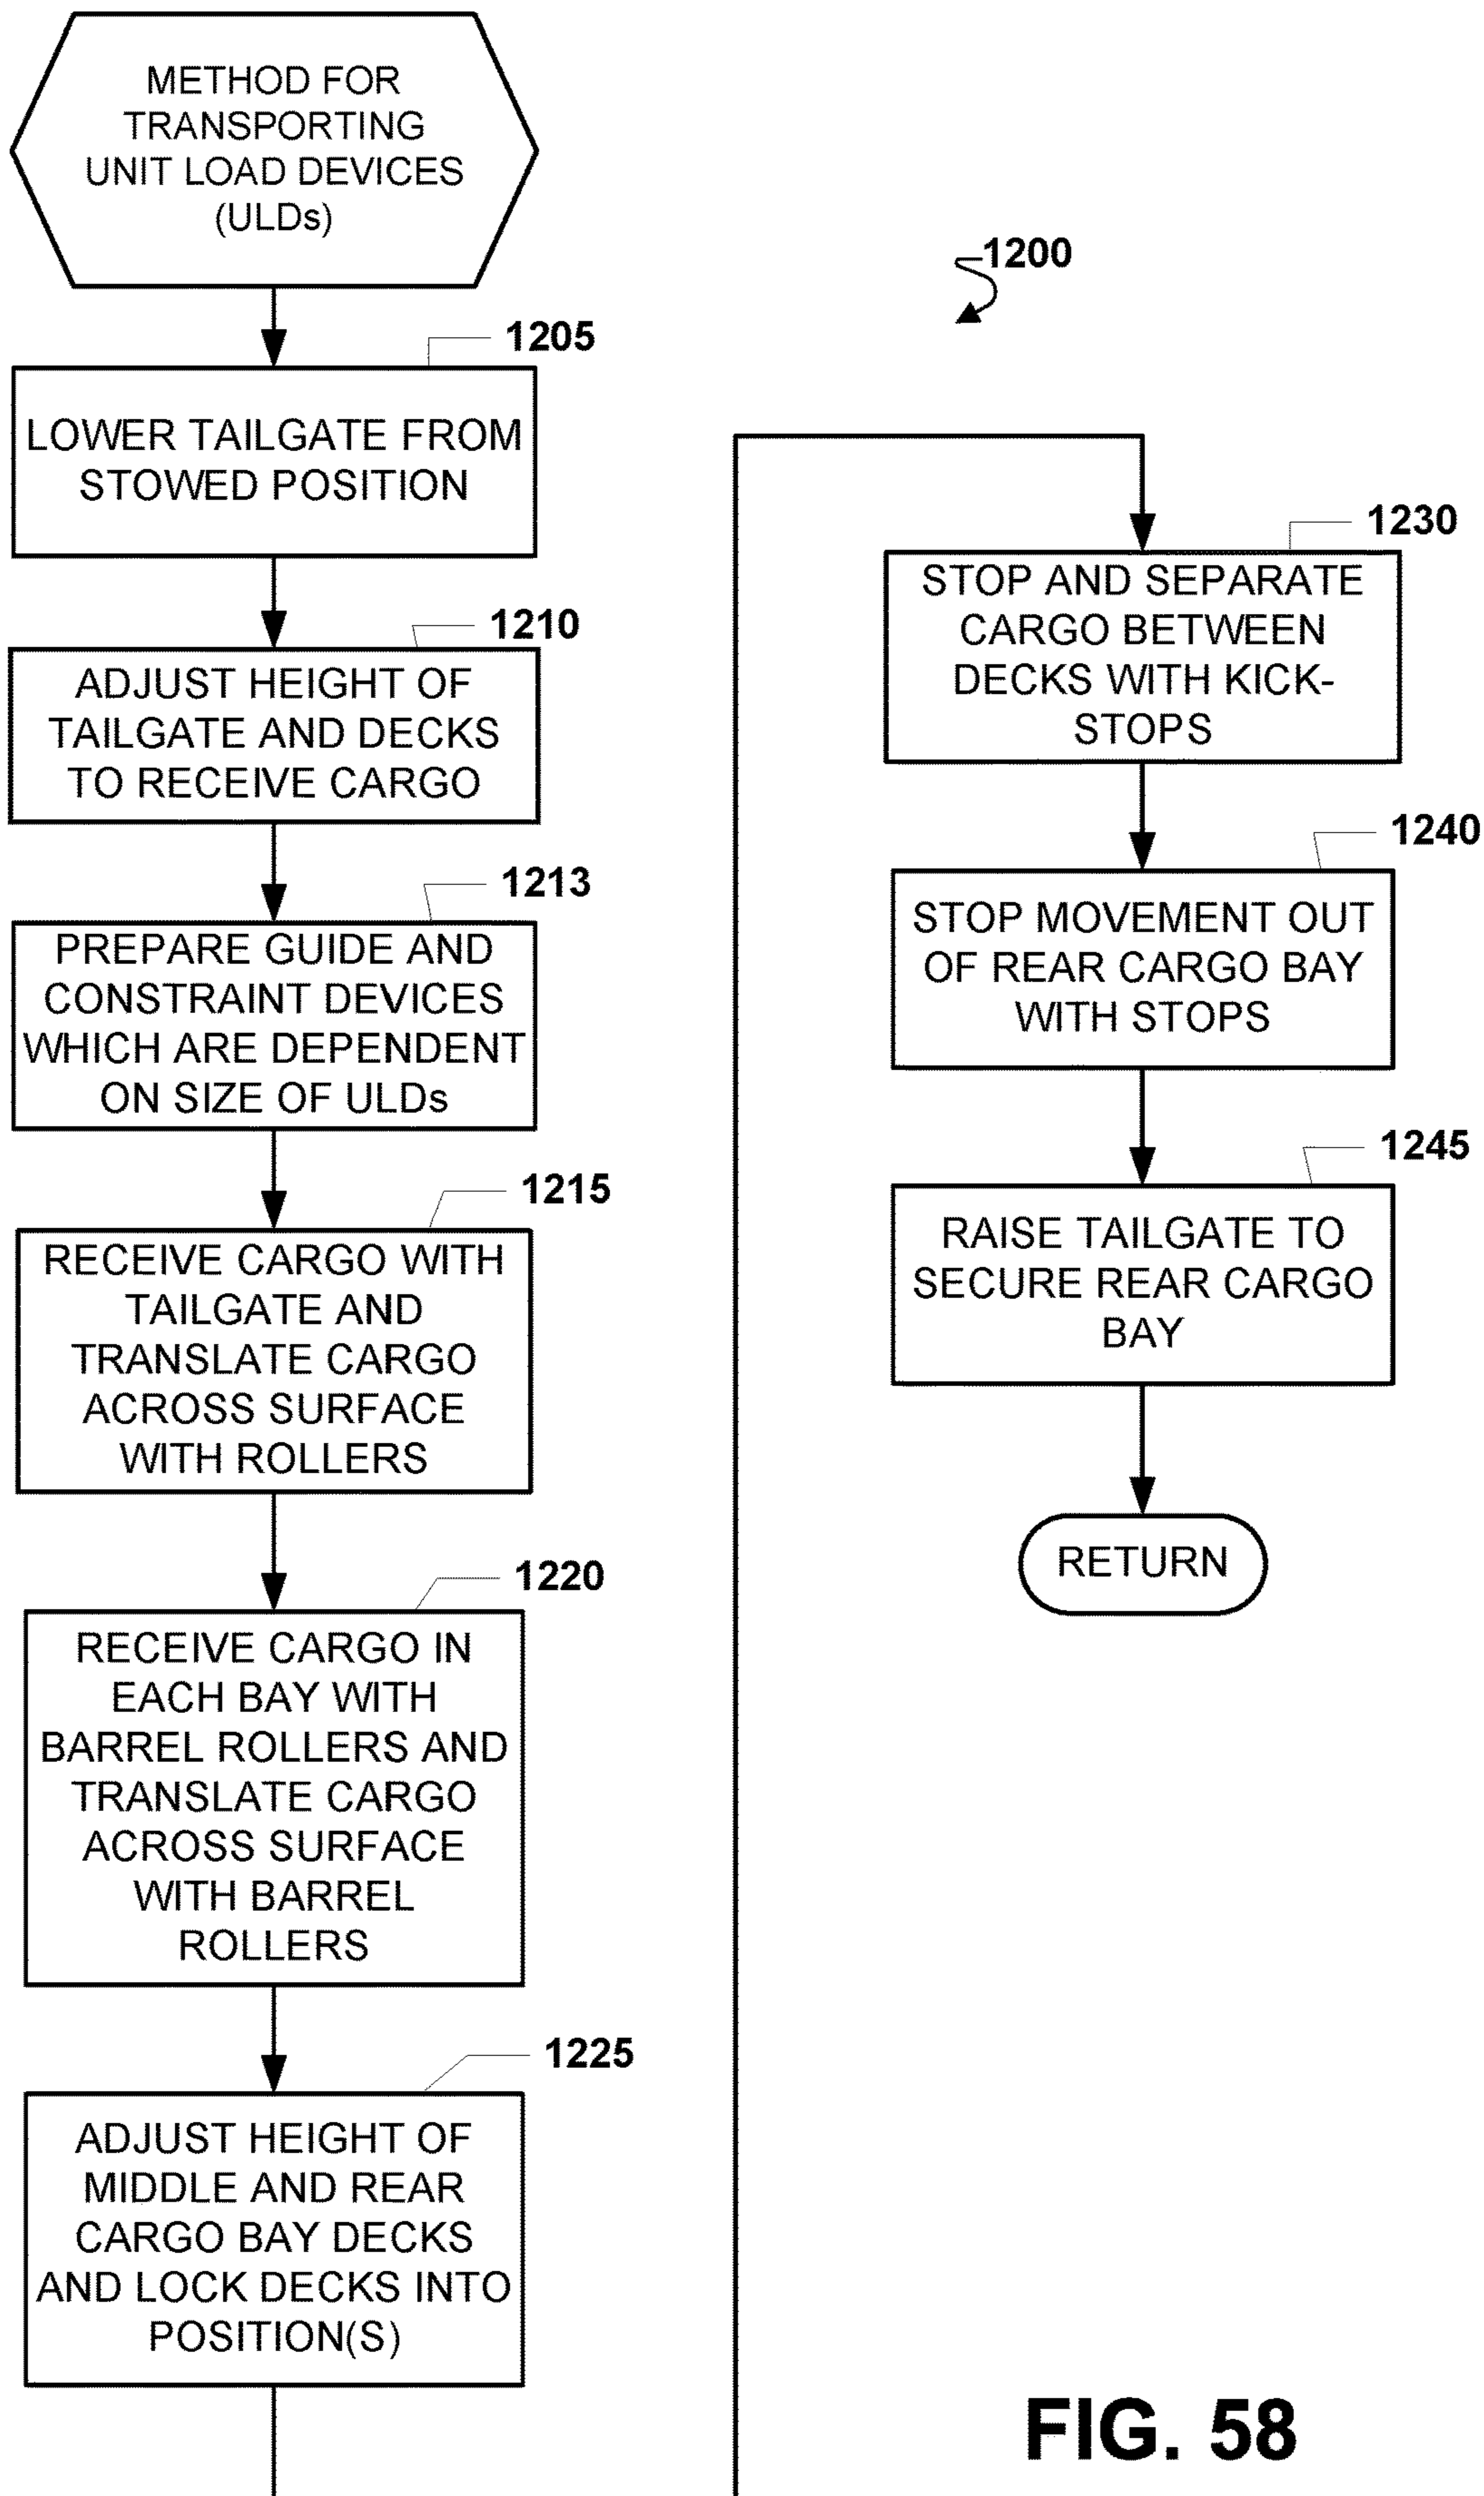 METHOD FOR
TRANSPORTING
UNIT LOAD DEVICES
(ULDs)
1200
1205
LOWER TAILGATE FROM
STOWED POSITION
1210
ADJUST HEIGHT OF
TAILGATE AND DECKS
TO RECEIVE CARGO
1213
PREPARE GUIDE AND
CONSTRAINT DEVICES
WHICH ARE DEPENDENT
ON SIZE OF ULDs
1215
RECEIVE CARGO WITH
TAILGATE AND
TRANSLATE CARGO
ACROSS SURFACE
WITH ROLLERS
1220
RECEIVE CARGO IN
EACH BAY WITH
BARREL ROLLERS AND
TRANSLATE CARGO
ACROSS SURFACE
WITH BARREL
ROLLERS
1225
ADJUST HEIGHT OF
MIDDLE AND REAR
CARGO BAY DECKS
AND LOCK DECKS INTO
POSITION(S)
1230
STOP AND SEPARATE
CARGO BETWEEN
DECKS WITH KICK-
STOPS
1240
STOP MOVEMENT OUT
OF REAR CARGO BAY
WITH STOPS
1245
RAISE TAILGATE TO
SECURE REAR CARGO
BAY
RETURN
FIG. 58